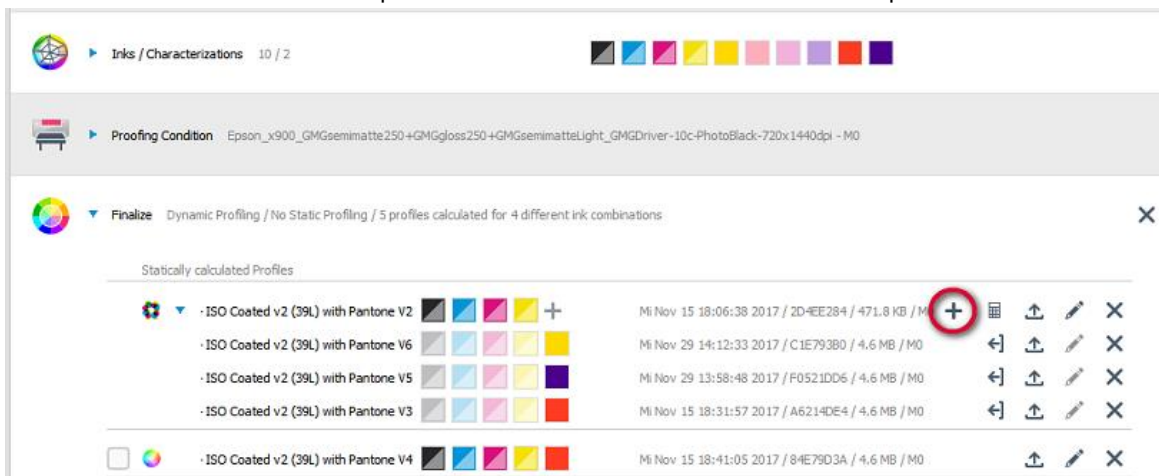 Inks / Characterizations 10 / 2
Proofing Condition Epson_x900_GMGsemimatte250+GMGgloss250+GMGsemimatteLight_GMGDriver-10c-PhotoBlack-720x1440dpi - M0
Finalize Dynamic Profiling / No Static Profiling / 5 profiles calculated for 4 different ink combinations
Statically calculated Profiles
· ISO Coated v2 (39L) with Pantone V2 Mi Nov 15 18:06:38 2017 / 2D4EE284 / 471.8 KB / M
· ISO Coated v2 (39L) with Pantone V6 Mi Nov 29 14:12:33 2017 / C1E793B0 / 4.6 MB / M0
· ISO Coated v2 (39L) with Pantone V5 Mi Nov 29 13:58:48 2017 / F0521DD6 / 4.6 MB / M0
· ISO Coated v2 (39L) with Pantone V3 Mi Nov 15 18:31:57 2017 / A6214DE4 / 4.6 MB / M0
· ISO Coated v2 (39L) with Pantone V4 Mi Nov 15 18:41:05 2017 / 84E79D3A / 4.6 MB / M0